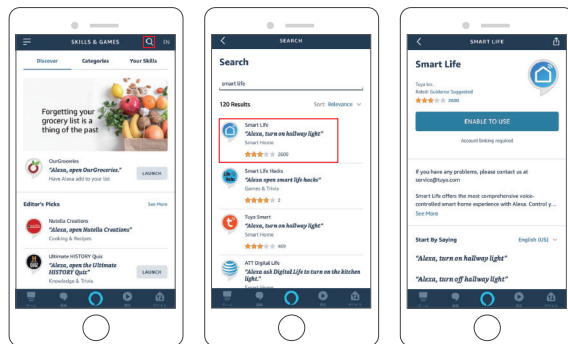 SKILLS & GAMES
EN
Discover
Categories
Your Skills
Forgetting your
grocery list is a
thing of the past
OurGroceries
"Alexa, open OurGroceries."
Have Alexa add to your list
LAUNCH
Editor's Picks
See More
Natella Creations
"Alexa, open Natella Creations"
Cooking & Recipes
Ultimate HISTORY Quiz
"Alexa, open the Ultimate
HISTORY Quiz"
Knowledge & Trivia
LAUNCH
SEARCH
Search
smart life
120 Results
Sort: Relevance
Smart Life
"Alexa, turn on hallway light"
Smart Home
2600
Smart Life Hacks
"Alexa open smart life hacks"
Games & Trivia
2
Tuya Smart
"Alexa, turn on hallway light"
Smart Home
469
ATT Digital Life
"Alexa ask Digital Life to turn on the kitchen
light."
Smart Home
SMART LIFE
Smart Life
Tuya Inc.
Rated: Guidance Suggested
2600
ENABLE TO USE
Account linking required
If you have any problems, please contact us at
service@tuya.com
Smart Life offers the most comprehensive voice-
controlled smart home experience with Alexa. Control y...
See More
Start By Saying
English (US)
"Alexa, turn on hallway light"
"Alexa, turn off hallway light"